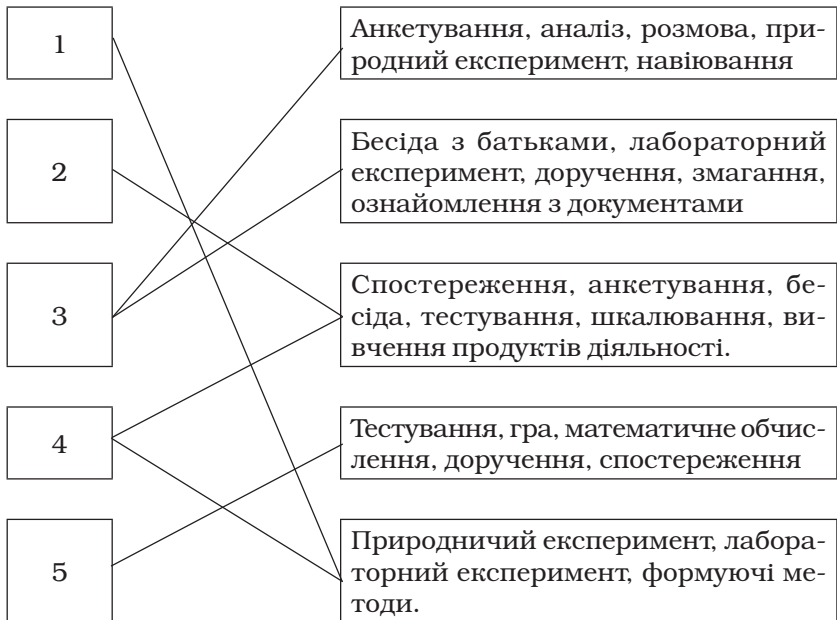 1
Анкетування, аналіз, розмова, при-
родний експеримент, навіювання
2
Бесіда з батьками, лабораторний
експеримент, доручення, змагання,
ознайомлення з документами
3
Спостереження, анкетування, бе-
сіда, тестування, шкалювання, ви-
вчення продуктів діяльності.
4
Тестування, гра, математичне обчис-
лення, доручення, спостереження
5
Природничий експеримент, лабора-
торний експеримент, формуючі ме-
тоди.